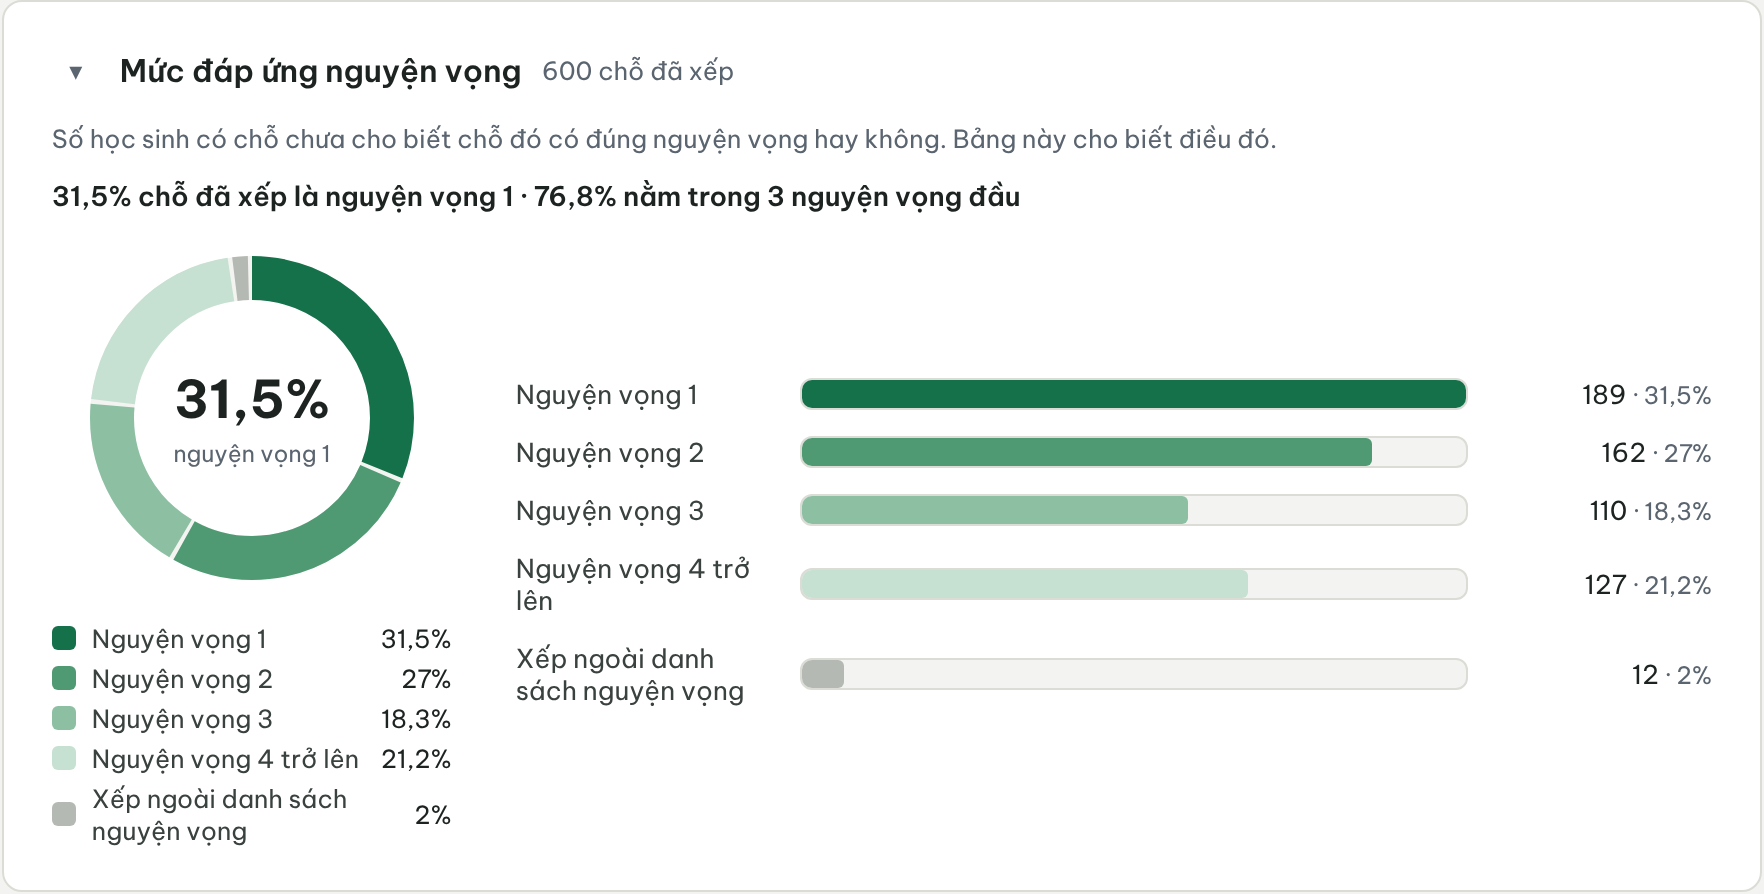 ▼ Mức đáp ứng nguyện vọng 600 chỗ đã xếp
Số học sinh có chỗ chưa cho biết chỗ đó có đúng nguyện vọng hay không. Bảng này cho biết điều đó.
31,5% chỗ đã xếp là nguyện vọng 1 · 76,8% nằm trong 3 nguyện vọng đầu
31,5%
nguyện vọng 1
Nguyện vọng 1 31,5%
Nguyện vọng 2 27%
Nguyện vọng 3 18,3%
Nguyện vọng 4 trở lên 21,2%
Xếp ngoài danh sách
nguyện vọng 2%
Nguyện vọng 1 189 · 31,5%
Nguyện vọng 2 162 · 27%
Nguyện vọng 3 110 · 18,3%
Nguyện vọng 4 trở
lên 127 · 21,2%
Xếp ngoài danh
sách nguyện vọng 12 · 2%